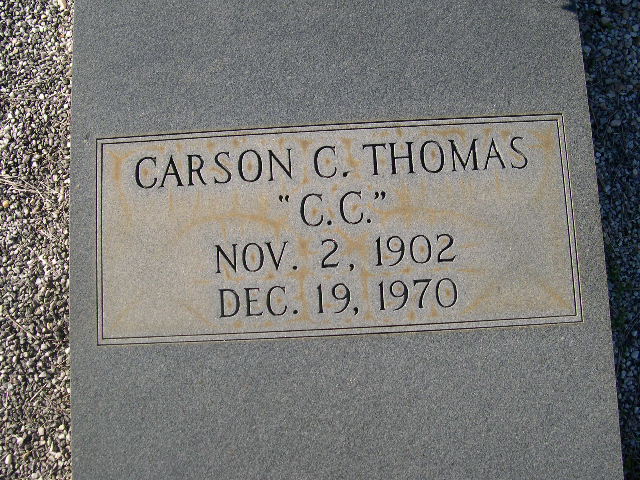 CARSON C. THOMAS
"C.C."
NOV. 2, 1902
DEC. 19, 1970